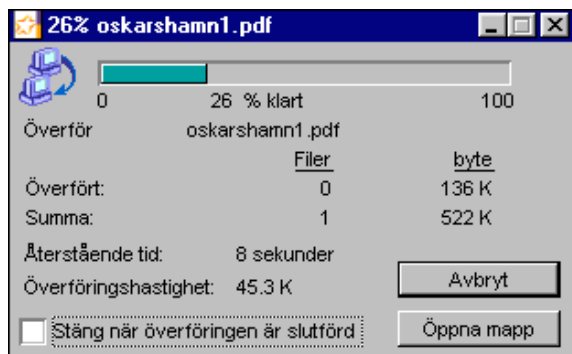 26% oskarshamn1.pdf
0 26 % klart 100
Överför oskarshamn1.pdf
Filer byte
Överfört: 0 136 K
Summa: 1 522 K
Återstående tid: 8 sekunder
Överföringshastighet: 45.3 K
Avbryt
Stäng när överföringen är slutförd
Öppna mapp